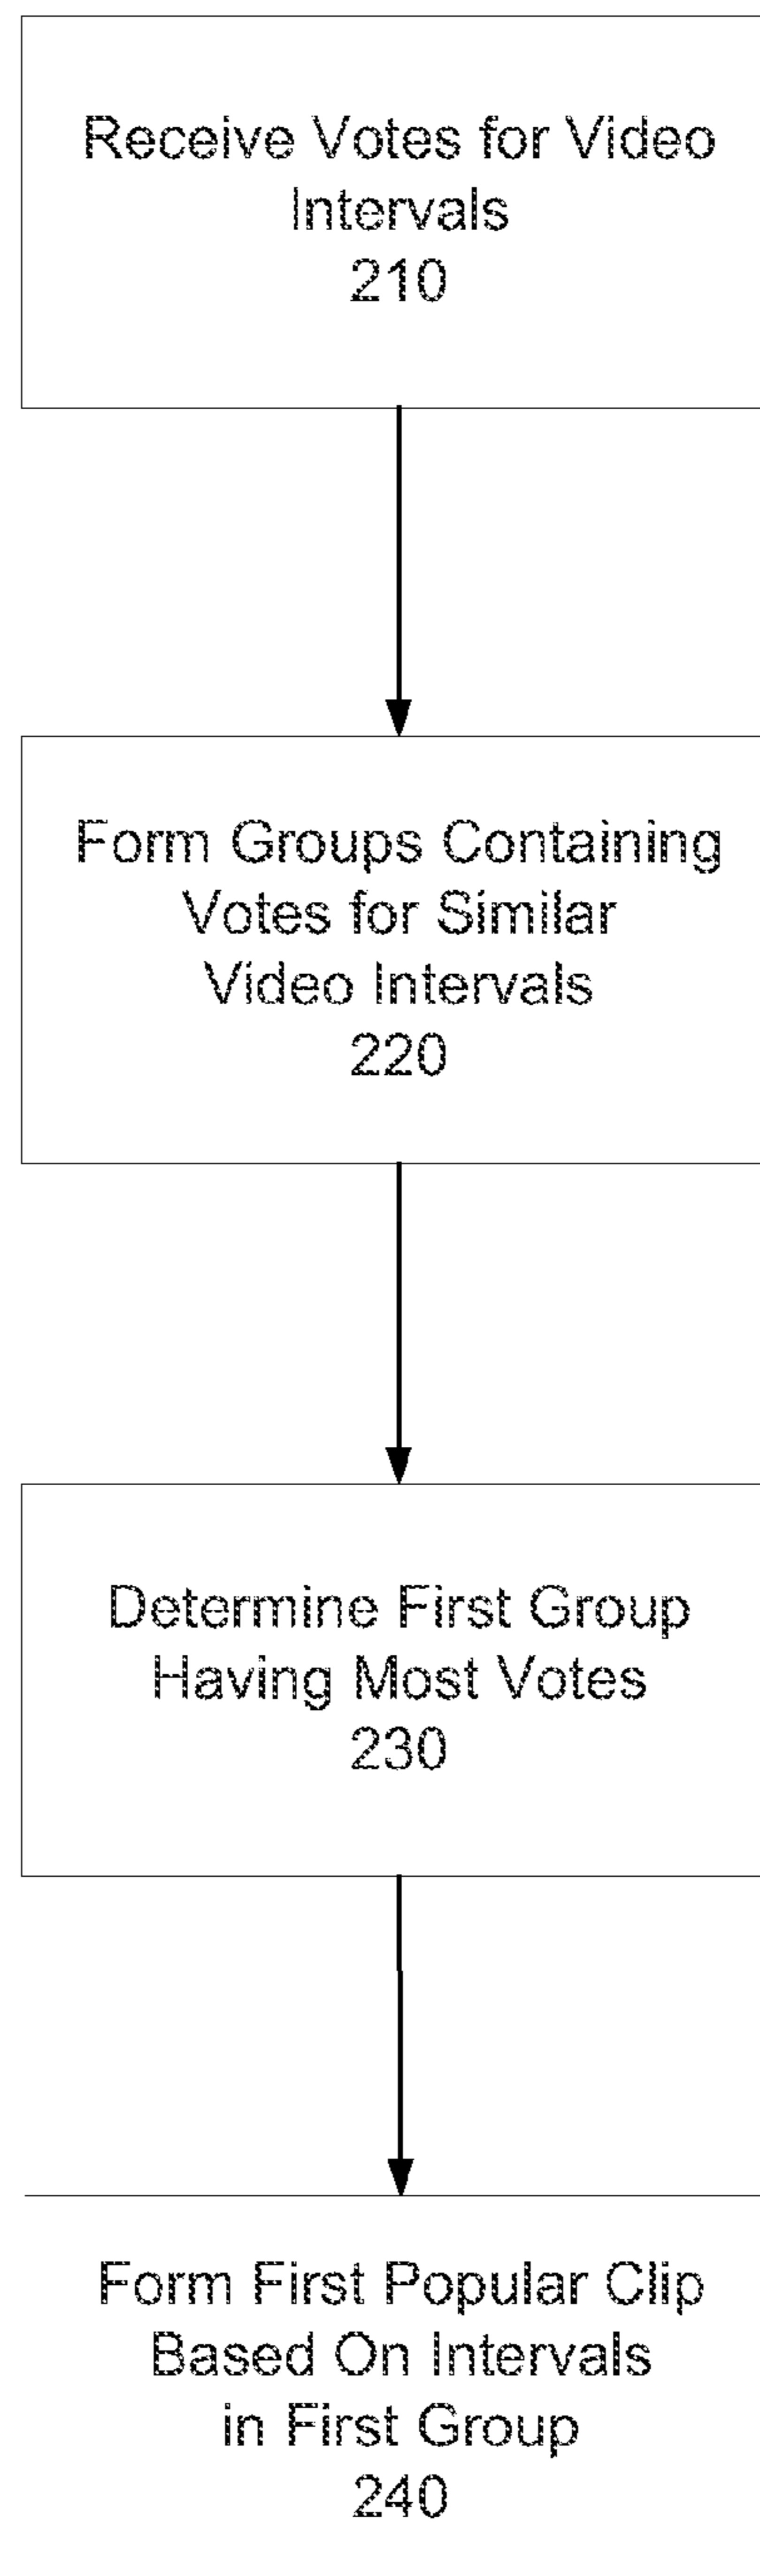 Receive Votes for Video
Intervals
210
Form Groups Containing
Votes for Similar
Video Intervals
220
Determine First Group
Having Most Votes
230
Form First Popular Clip
Based On Intervals
in First Group
240